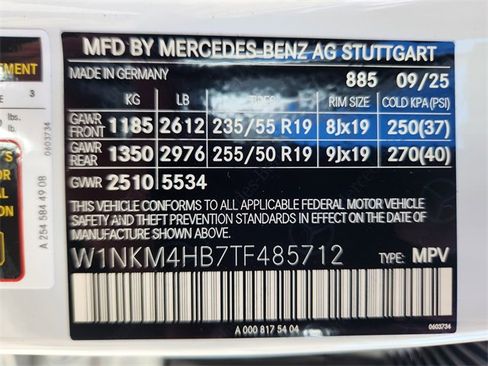 MFD BY MERCEDES-BENZ AG STUTTGART
MADE IN GERMANY 885 09/25
KG LB TIRES RIM SIZE COLD KPA(PSI)
GAWR FRONT 1185 2612 235/55 R19 8Jx19 250(37)
GAWR REAR 1350 2976 255/50 R19 9Jx19 270(40)
GVWR 2510 5534
THIS VEHICLE CONFORMS TO ALL APPLICABLE FEDERAL MOTOR VEHICLE
SAFETY AND THEFT PREVENTION STANDARDS IN EFFECT ON THE DATE OF
MANUFACTURE SHOWN ABOVE.
W1NKM4HB7TF485712 TYPE: MPV
A 000 817 54 04
0603734
3
lbs.
lbs.
0603734
A 254 584 49 08